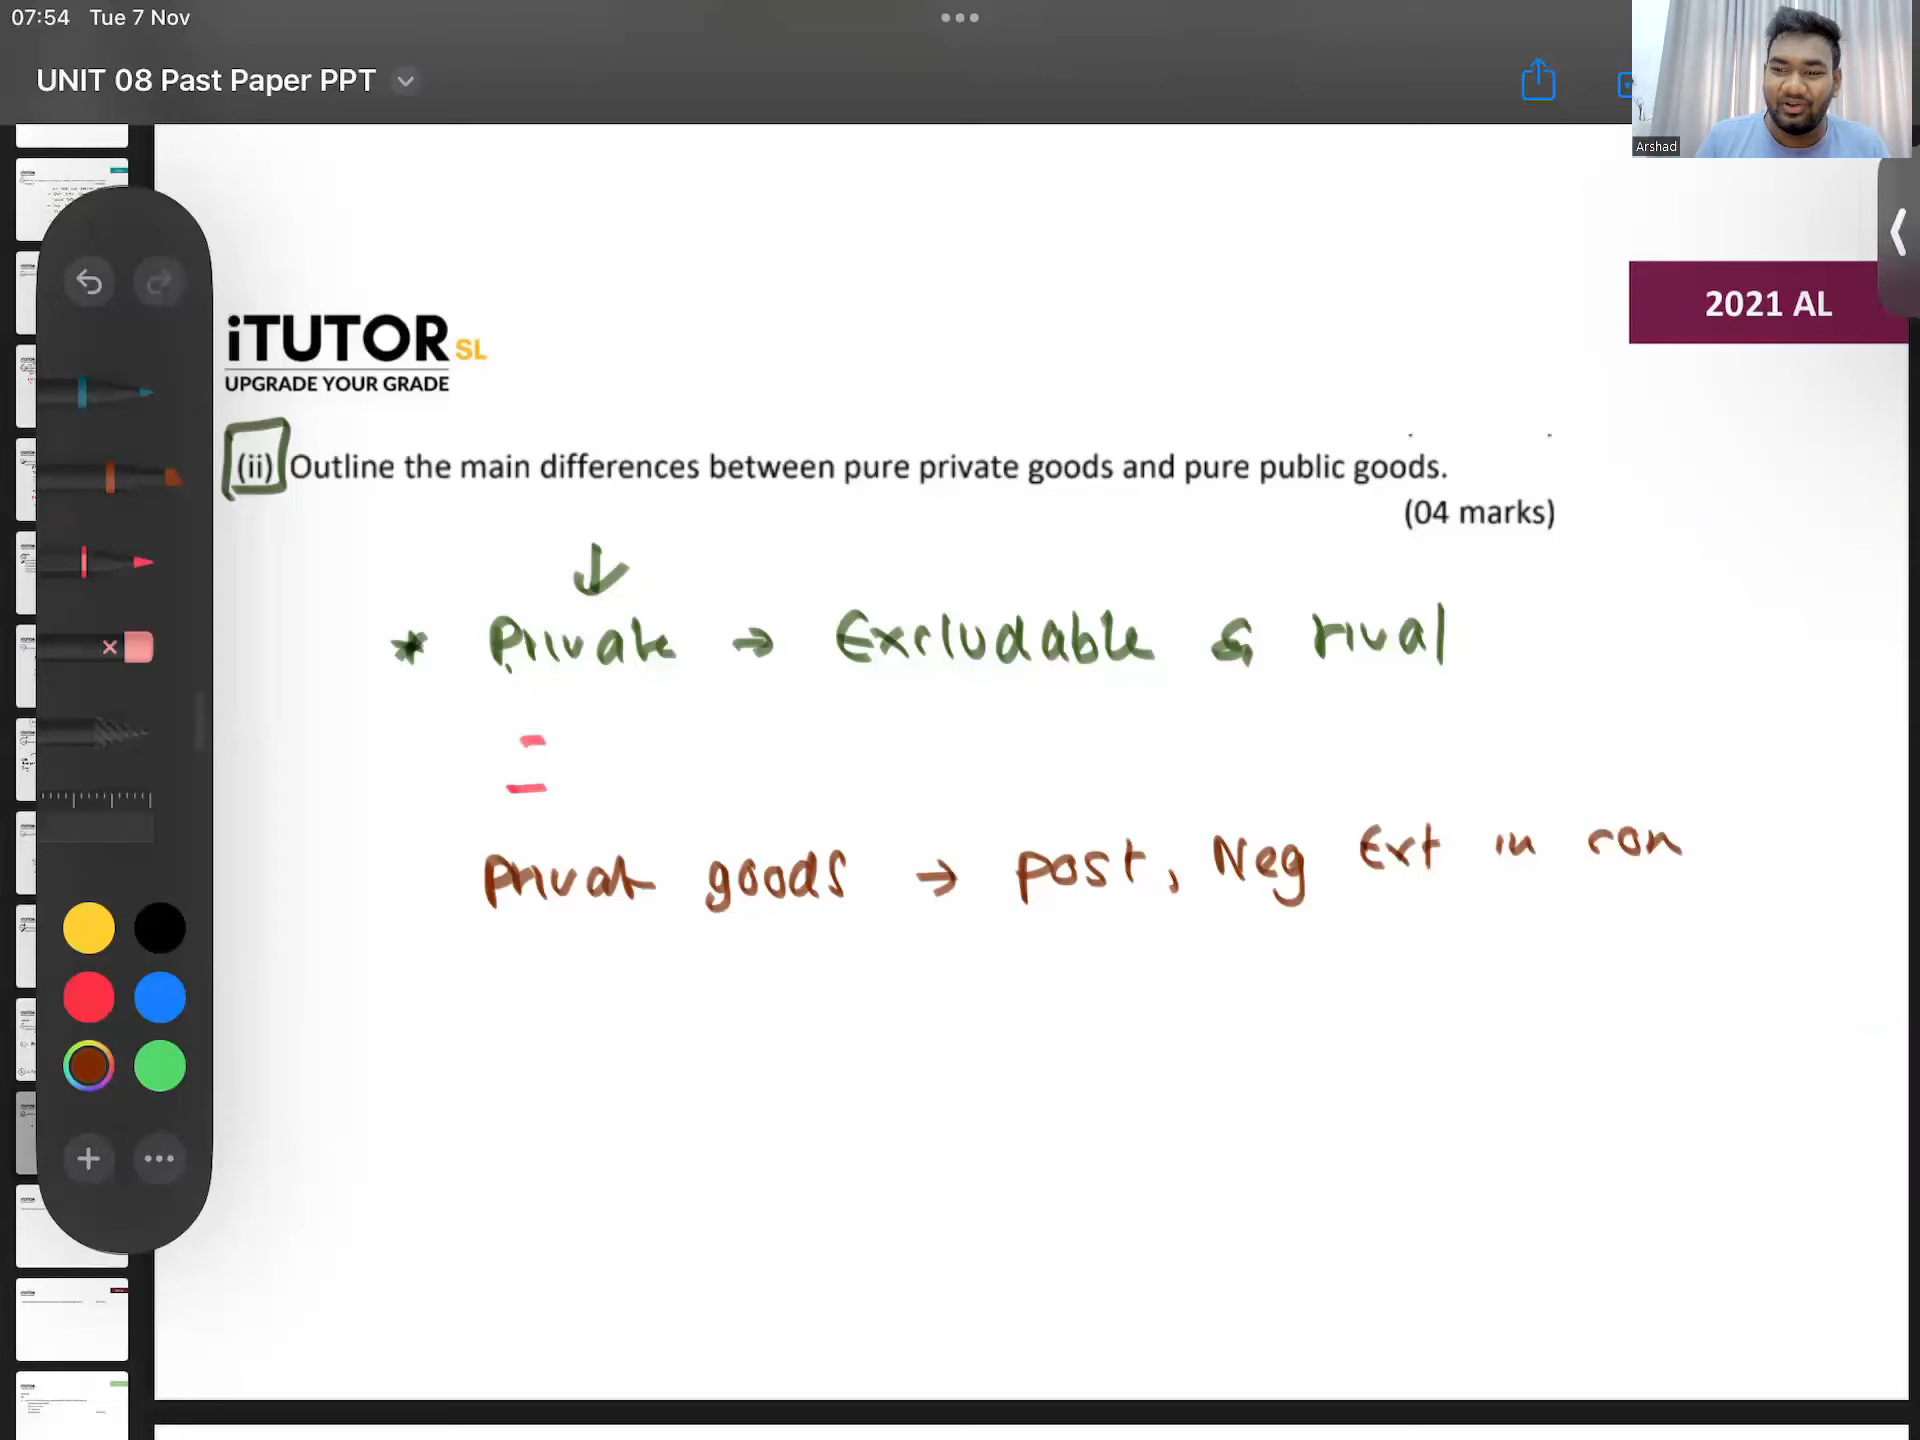 07:54 Tue 7 Nov
UNIT 08 Past Paper PPT
Arshad
2021 AL
iTUTOR SL
UPGRADE YOUR GRADE
(ii) Outline the main differences between pure private goods and pure public goods.
(04 marks)
* Private → Excludable & rival
Private goods → Post, Neg Ext in con